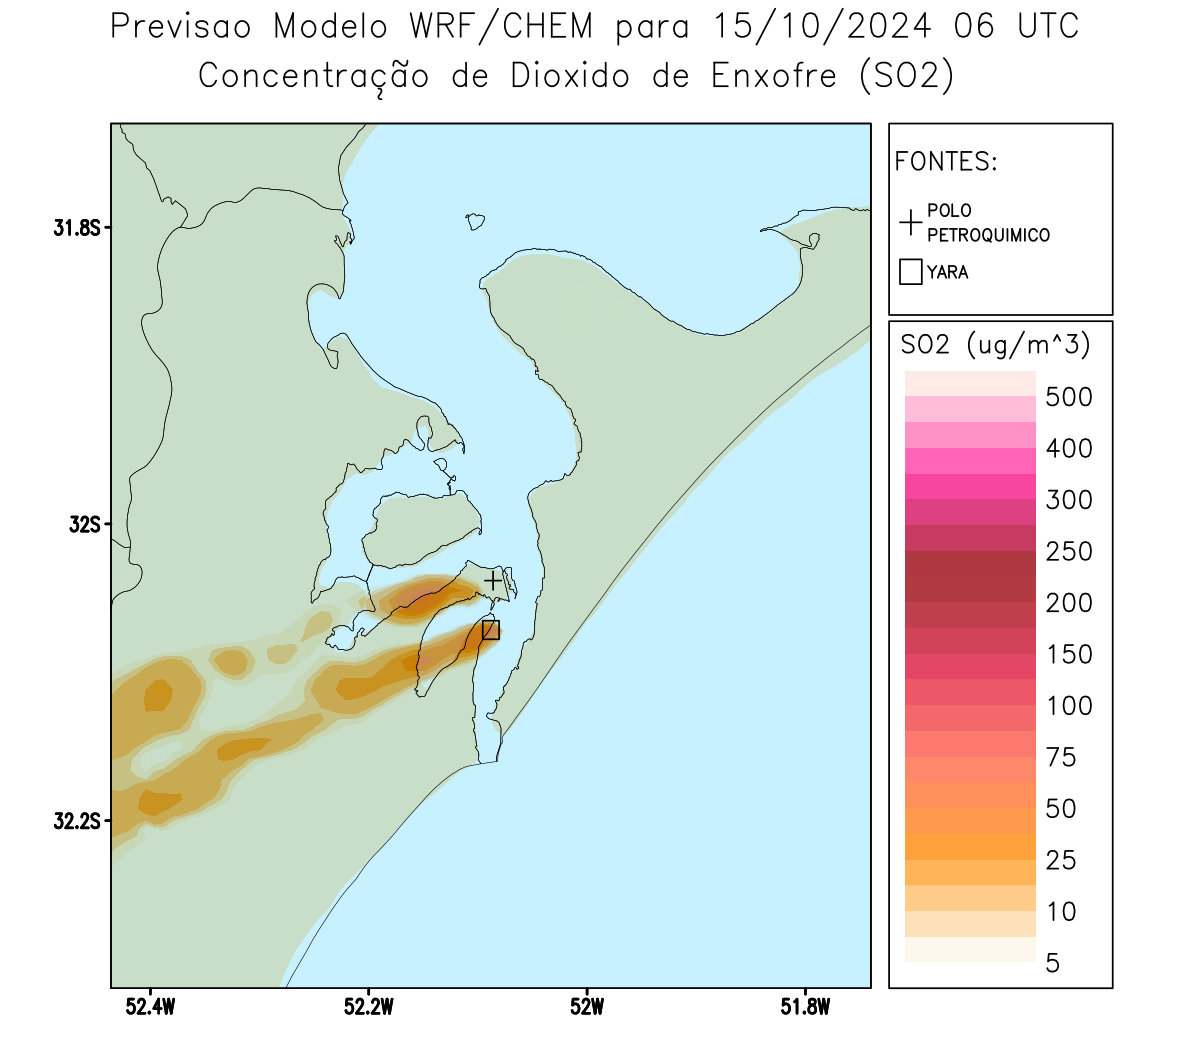 Previsao Modelo WRF/CHEM para 15/10/2024 06 UTC
Concentração de Dioxido de Enxofre (SO2)
FONTES:
POLO
PETROQUIMICO
YARA
SO2 (ug/m^3)
500
400
300
250
200
150
100
75
50
25
10
5
31.8S
32S
32.2S
52.4W
52.2W
52W
51.8W